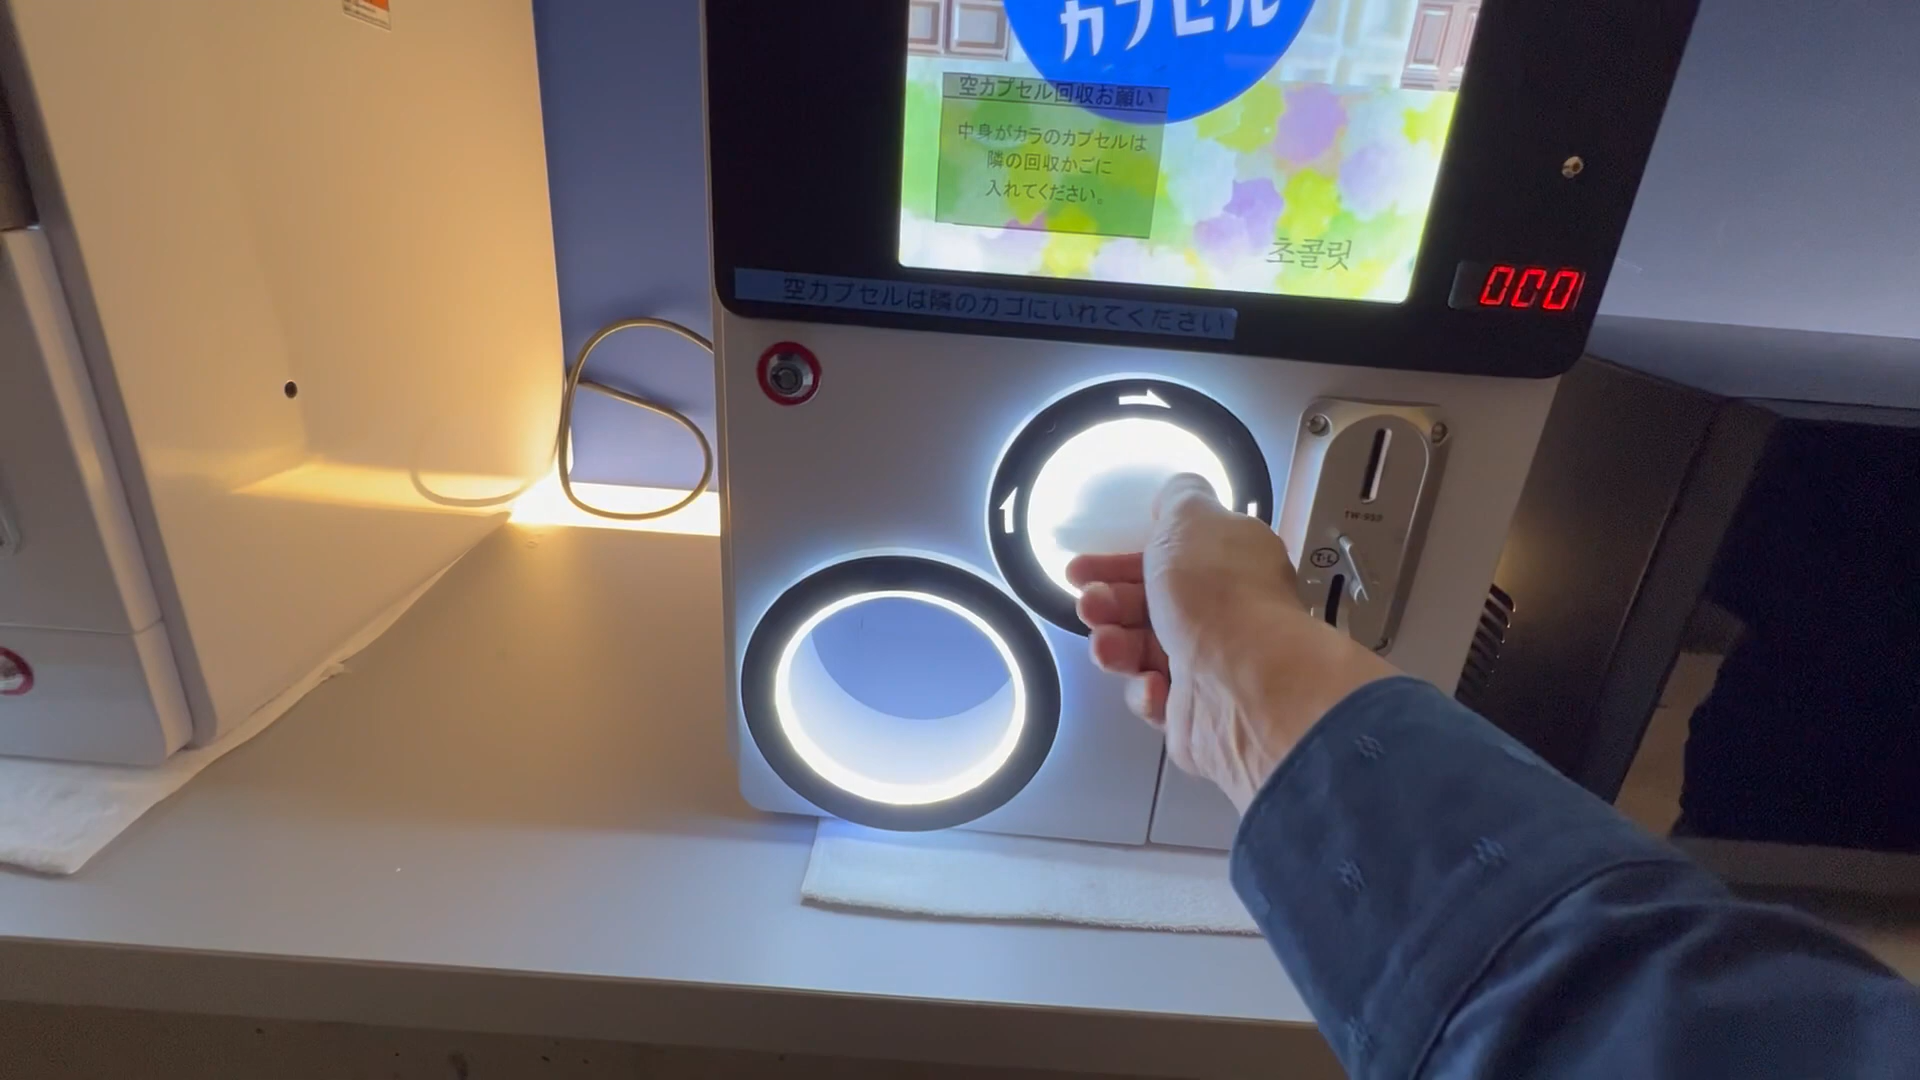 カプセル
空カプセル回収お願い
中身がカラのカプセルは
隣の回収かごに
入れてください。
초콜릿
000
空カプセルは隣のカゴにいれてください
TW-959
T·L